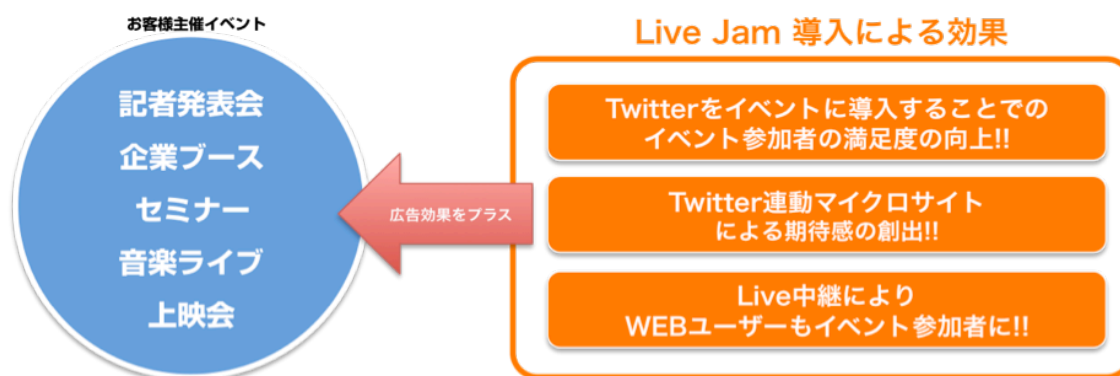 お客様主催イベント
記者発表会
企業ブース
セミナー
音楽ライブ
上映会
広告効果をプラス
Live Jam 導入による効果
Twitterをイベントに導入することでの
イベント参加者の満足度の向上!!
Twitter連動マイクロサイト
による期待感の創出!!
Live中継により
WEBユーザーもイベント参加者に!!